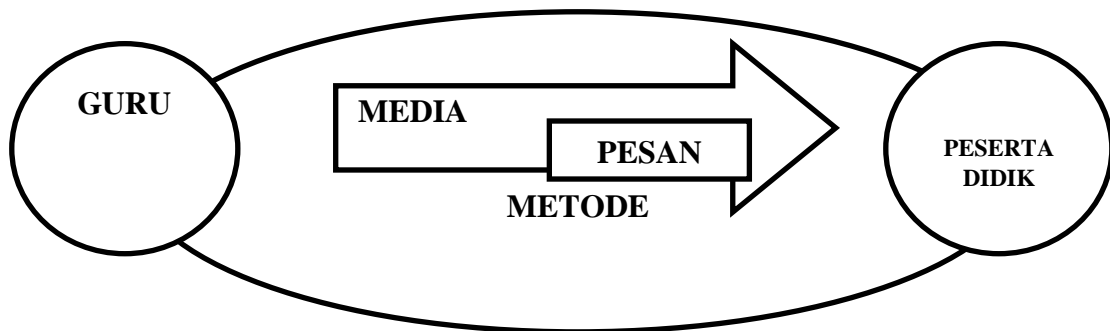 GURU
MEDIA
PESAN
METODE
PESERTA
DIDIK